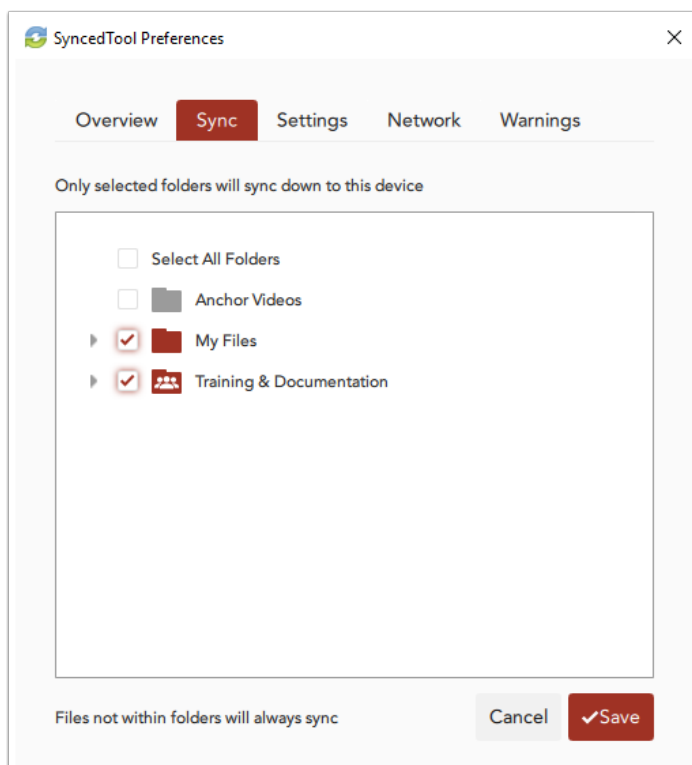 SyncedTool Preferences
Overview Sync Settings Network Warnings
Only selected folders will sync down to this device
Select All Folders
Anchor Videos
My Files
Training & Documentation
Files not within folders will always sync Cancel Save